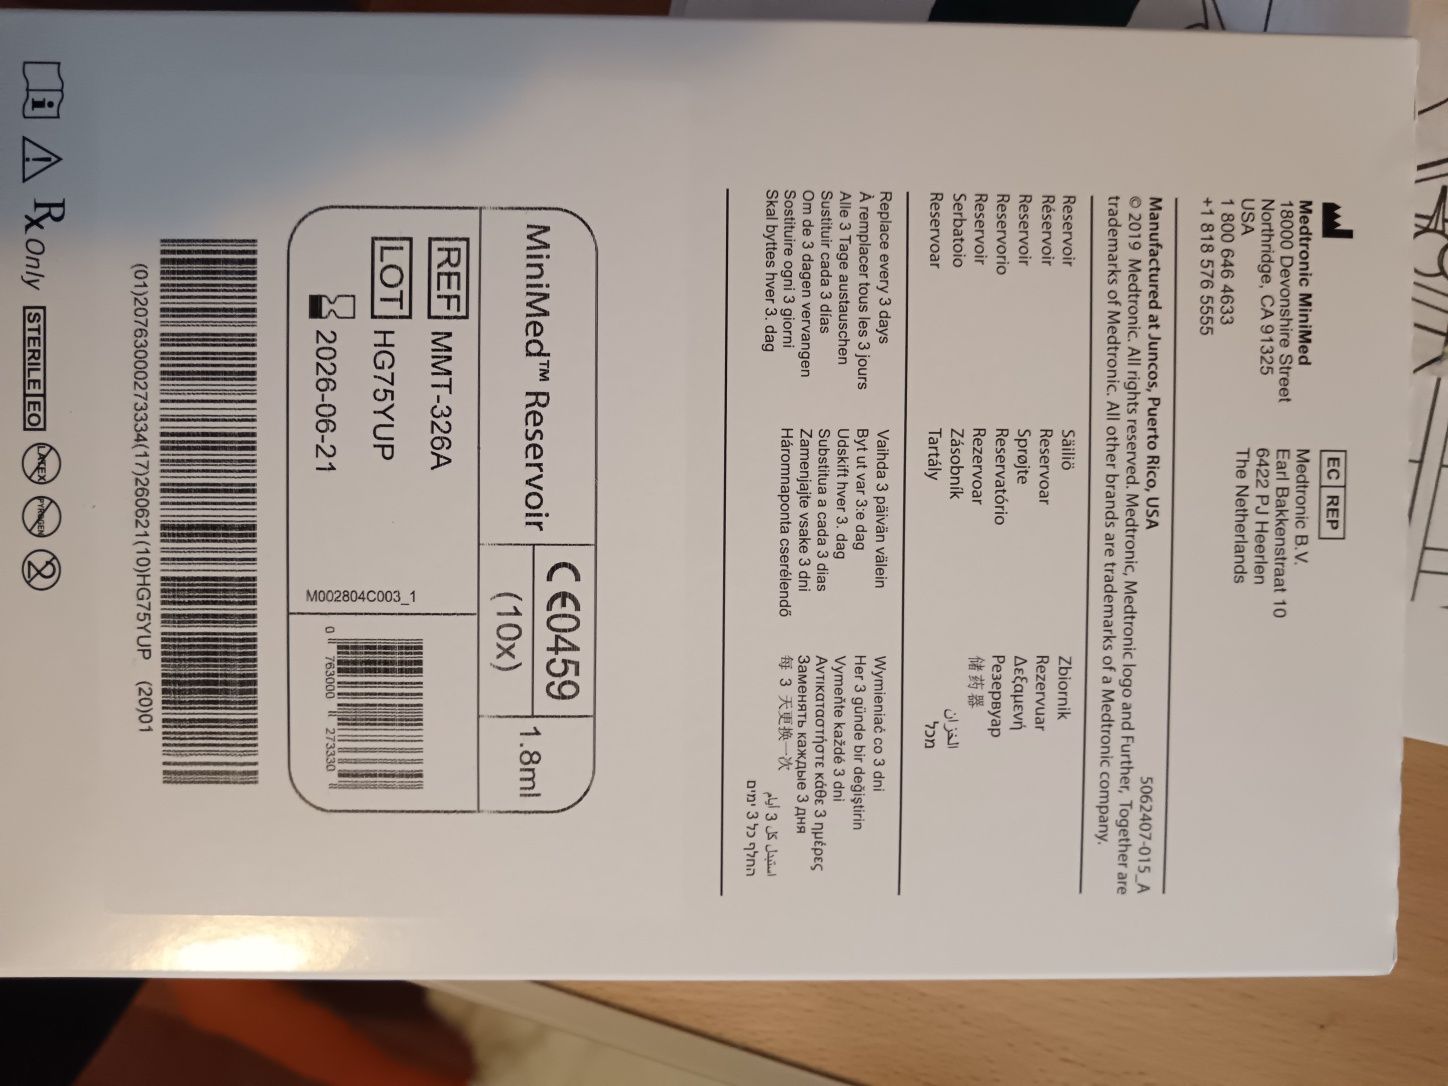 Medtronic MiniMed
18000 Devonshire Street
Northridge, CA 91325
USA
1 800 646 4633
+1 818 576 5555
EC REP
Medtronic B.V.
Earl Bakkenstraat 10
6422 PJ Heerlen
The Netherlands
5062407-015_A
Manufactured at Juncos, Puerto Rico, USA
© 2019 Medtronic. All rights reserved. Medtronic, Medtronic logo and Further, Together are
trademarks of Medtronic. All other brands are trademarks of a Medtronic company.
Reservoir
Réservoir
Reservoir
Reservorio
Reservoir
Serbatoio
Reservoar
Säiliö
Reservoar
Sprøjte
Reservatório
Rezervoar
Zásobník
Tartály
Zbiornik
Rezervuar
Δεξαμενή
Резервуар
储药器
الخزان
מכל
Replace every 3 days
À remplacer tous les 3 jours
Alle 3 Tage austauschen
Sustituir cada 3 días
Om de 3 dagen vervangen
Sostituire ogni 3 giorni
Skal byttes hver 3. dag
Vaihda 3 päivän välein
Byt ut var 3:e dag
Udskift hver 3. dag
Substitua a cada 3 dias
Zamenjajte vsake 3 dni
Háromnaponta cserélendő
Wymieniać co 3 dni
Her 3 günde bir değiştirin
Vyměňte každé 3 dni
Αντικαταστήστε κάθε 3 ημέρες
Заменять каждые 3 дня
每 3 天更换一次
استبدل كل 3 أيام
החלף כל 3 ימים
MiniMed™ Reservoir
CE0459
(10x)
1.8ml
REF MMT-326A
LOT HG75YUP
2026-06-21
M002804C003_1
0 763000 273330
(01)20763000273334(17)260621(10)HG75YUP (20)01
Rx Only
STERILE EO
LATEX
PYROGEN
2